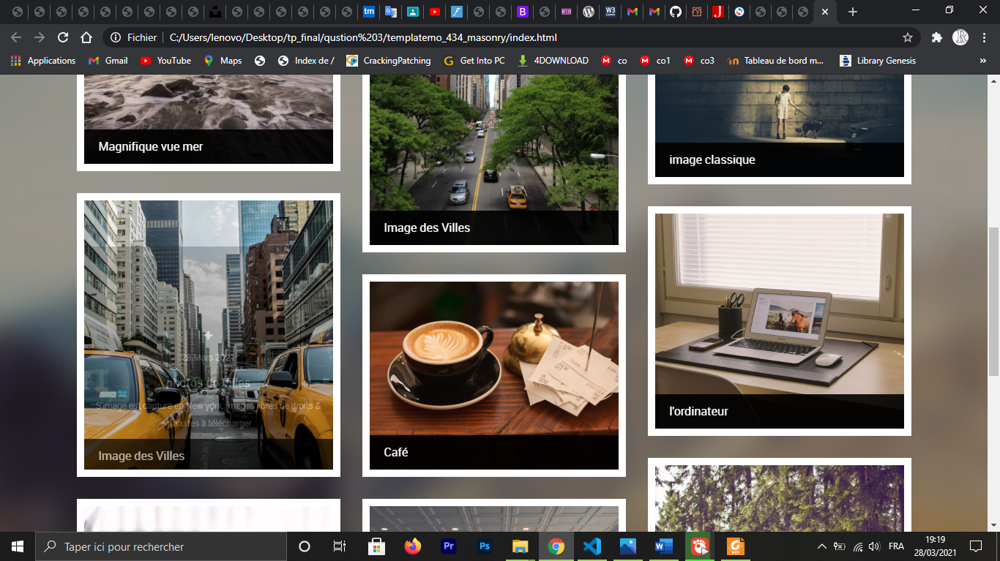 Fichier
C:/Users/lenovo/Desktop/tp_final/qustion%203/templatemo_434_masonry/index.html
Applications
Gmail
YouTube
Maps
Index de /
CrackingPatching
Get Into PC
4DOWNLOAD
co
co1
co3
Tableau de bord m...
Library Genesis
»
Magnifique vue mer
Image des Villes
image classique
+
28 Mars 2021
photos de villes
S'image est capture en New york, Images libres de droits &
gratuites à télécharger
Image des Villes
Café
l'ordinateur
Taper ici pour rechercher
FRA
19:19
28/03/2021